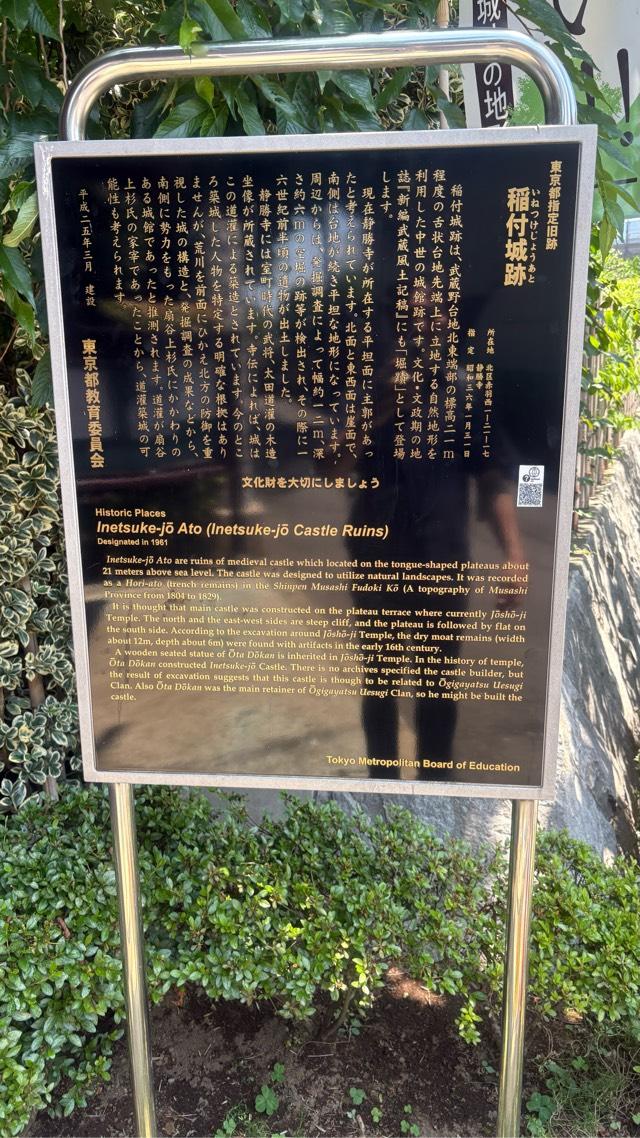 城
の地
東京都指定旧跡
いねつけじょうあと
稲付城跡
所在地 北区赤羽西一-二一-七
静勝寺
指定 昭和三六年一月三一日
稲付城跡は、武蔵野台地北東端部の標高二一m
程度の舌状台地先端上に立地する自然地形を
利用した中世の城館跡です。文化・文政期の地
誌『新編武蔵風土記稿』にも「堀蹟」として登場
します。
現在静勝寺が所在する平坦面に主郭があっ
たと考えられています。北面と東西面は崖面で、
南側は台地が続き平坦な地形になっています。
周辺からは、発掘調査によって幅約一二m、深
さ約六mの空堀の跡等が検出され、その際に一
六世紀前半頃の遺物が出土しました。
静勝寺には室町時代の武将、太田道灌の木造
坐像が所蔵されています。寺伝によれば、城は
この道灌による築造とされています。今のとこ
ろ築城した人物を特定する明確な根拠はあり
ませんが、荒川を前面にひかえ北方の防御を重
視した城の構造と、発掘調査の成果などから、
南側に勢力をもった扇谷上杉氏にかかわりの
ある城館であったと推測されます。道灌が扇谷
上杉氏の家宰であったことから、道灌築城の可
能性も考えられます。
平成二五年三月 建設
東京都教育委員会
文化財を大切にしましょう
Historic Places
Inetsuke-jō Ato (Inetsuke-jō Castle Ruins)
Designated in 1961
Inetsuke-jō Ato are ruins of medieval castle which located on the tongue-shaped plateaus about
21 meters above sea level. The castle was designed to utilize natural landscapes. It was recorded
as a Hori-ato (trench remains) in the Shinpen Musashi Fudoki Kō (A topography of Musashi
Province from 1804 to 1829).
It is thought that main castle was constructed on the plateau terrace where currently Jōshō-ji
Temple. The north and the east-west sides are steep cliff, and the plateau is followed by flat on
the south side. According to the excavation around Jōshō-ji Temple, the dry moat remains (width
about 12m, depth about 6m) were found with artifacts in the early 16th century.
A wooden seated statue of Ōta Dōkan is inherited in Jōshō-ji Temple. In the history of temple,
Ōta Dōkan constructed Inetsuke-jō Castle. There is no archives specified the castle builder, but
the result of excavation suggests that this castle is though to be related to Ōgigayatsu Uesugi
Clan. Also Ōta Dōkan was the main retainer of Ōgigayatsu Uesugi Clan, so he might be built the
castle.
Tokyo Metropolitan Board of Education